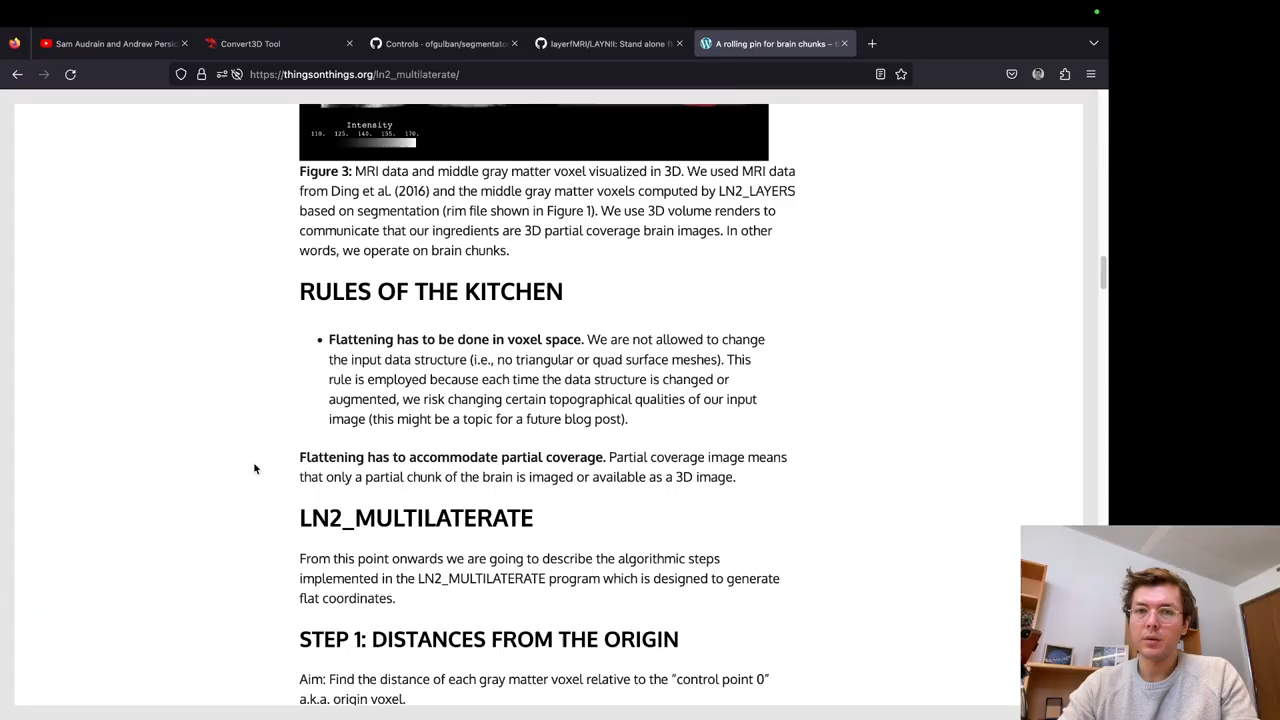 Sam Audrain and Andrew Persic
Convert3D Tool
Controls · ofgulban/segmentato
layerfMRI/LAYNII: Stand alone f
A rolling pin for brain chunks – t
https://thingsonthings.org/ln2_multilaterate/
Intensity
110. 125. 140. 155. 170.
Figure 3: MRI data and middle gray matter voxel visualized in 3D. We used MRI data
from Ding et al. (2016) and the middle gray matter voxels computed by LN2_LAYERS
based on segmentation (rim file shown in Figure 1). We use 3D volume renders to
communicate that our ingredients are 3D partial coverage brain images. In other
words, we operate on brain chunks.
RULES OF THE KITCHEN
• Flattening has to be done in voxel space. We are not allowed to change
the input data structure (i.e., no triangular or quad surface meshes). This
rule is employed because each time the data structure is changed or
augmented, we risk changing certain topographical qualities of our input
image (this might be a topic for a future blog post).
Flattening has to accommodate partial coverage. Partial coverage image means
that only a partial chunk of the brain is imaged or available as a 3D image.
LN2_MULTILATERATE
From this point onwards we are going to describe the algorithmic steps
implemented in the LN2_MULTILATERATE program which is designed to generate
flat coordinates.
STEP 1: DISTANCES FROM THE ORIGIN
Aim: Find the distance of each gray matter voxel relative to the “control point 0”
a.k.a. origin voxel.